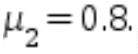 μ₂ = 0.8.